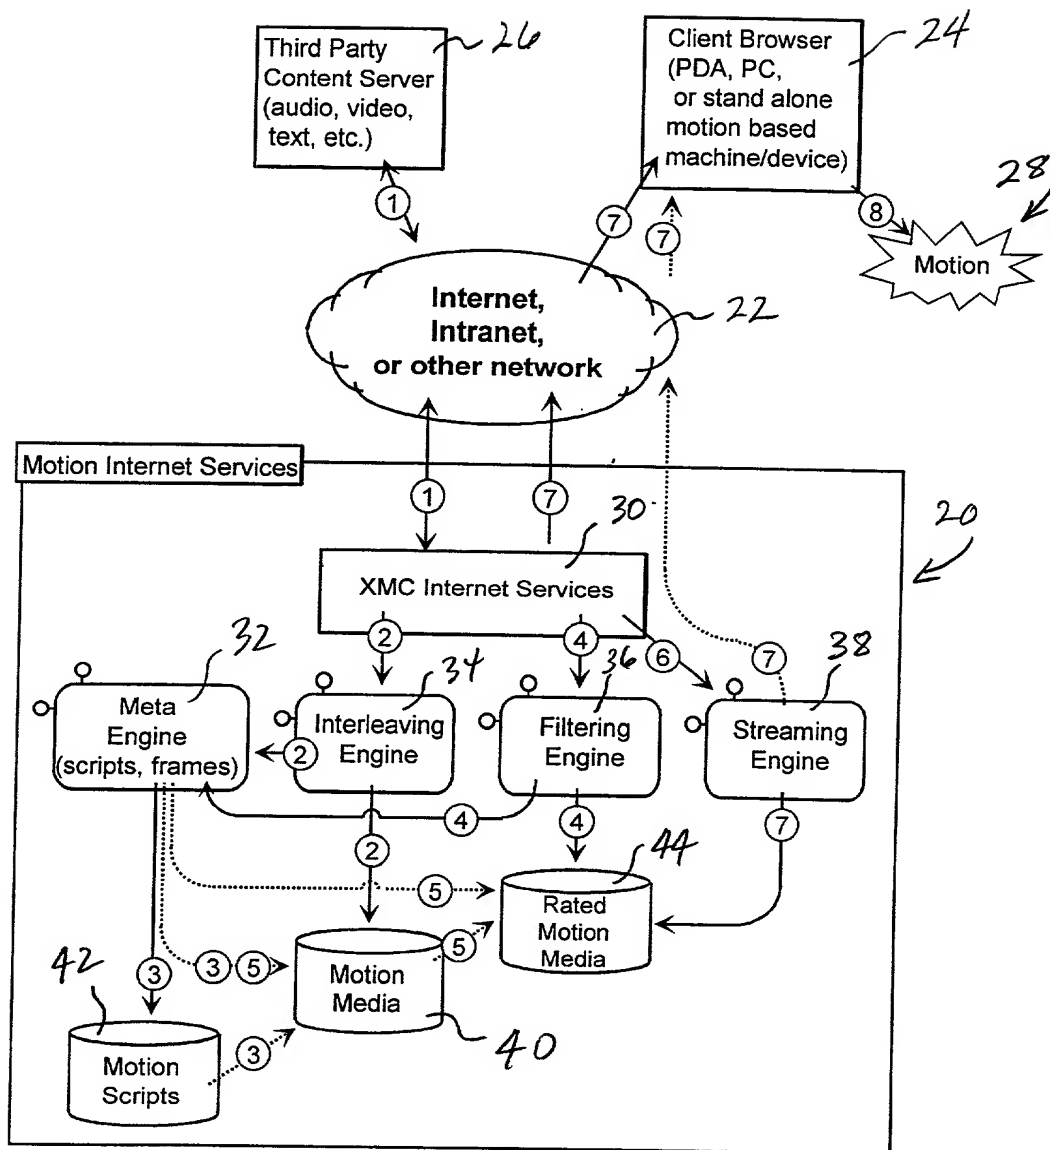 Third Party
Content Server
(audio, video,
text, etc.)
26
Client Browser
(PDA, PC,
or stand alone
motion based
machine/device)
24
1
7
7
8
28
Motion
Internet,
Intranet,
or other network
22
Motion Internet Services
1
7
30
20
XMC Internet Services
2
4
6
7
32
34
36
38
Meta
Engine
(scripts, frames)
2
Interleaving
Engine
Filtering
Engine
Streaming
Engine
4
2
4
7
44
5
Rated
Motion
Media
42
3
3
5
5
Motion
Media
40
3
Motion
Scripts